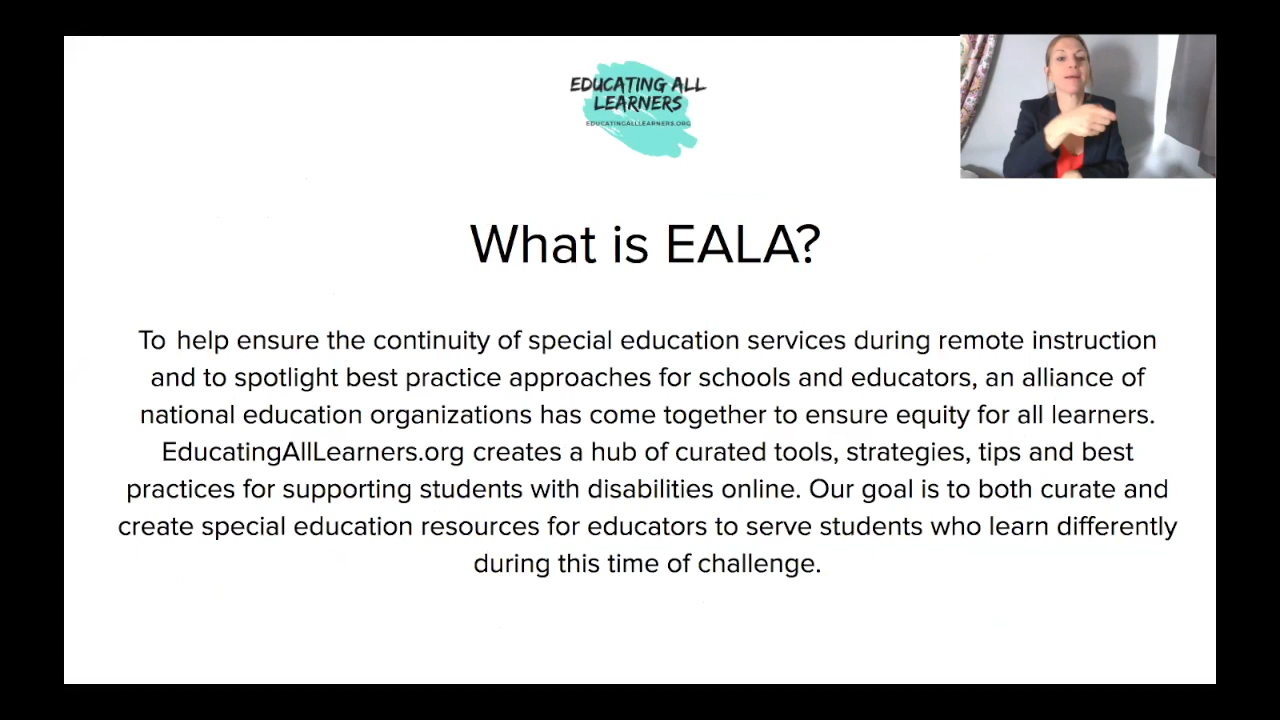 EDUCATING ALL
LEARNERS
EDUCATINGALLLEARNERS.ORG
What is EALA?
To help ensure the continuity of special education services during remote instruction
and to spotlight best practice approaches for schools and educators, an alliance of
national education organizations has come together to ensure equity for all learners.
EducatingAllLearners.org creates a hub of curated tools, strategies, tips and best
practices for supporting students with disabilities online. Our goal is to both curate and
create special education resources for educators to serve students who learn differently
during this time of challenge.